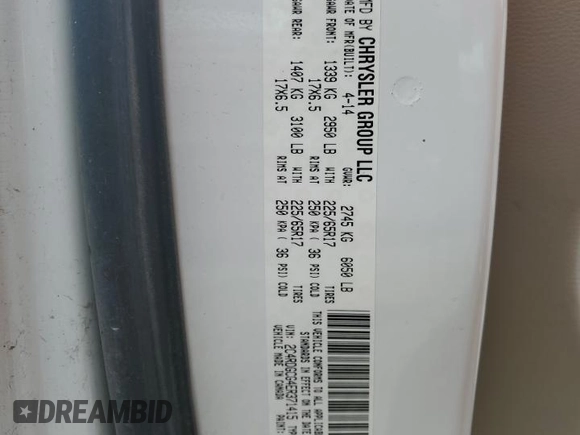 MFD BY CHRYSLER GROUP LLC
DATE OF MFR(BUILT): 4-14 GVWR: 2745 KG 6050 LB
GAWR FRONT: 1339 KG 2950 LB WITH 225/65R17 TIRES
17X6.5 RIMS AT 250 KPA ( 36 PSI) COLD
GAWR REAR: 1407 KG 3100 LB WITH 225/65R17 TIRES
17X6.5 RIMS AT 250 KPA ( 36 PSI) COLD
THIS VEHICLE CONFORMS TO ALL APPLICABLE
STANDARDS IN EFFECT ON THE DATE
VIN: 2C4RDGCG4ER371415
VEHICLE MADE IN CANADA PAINT:
DREAMBID